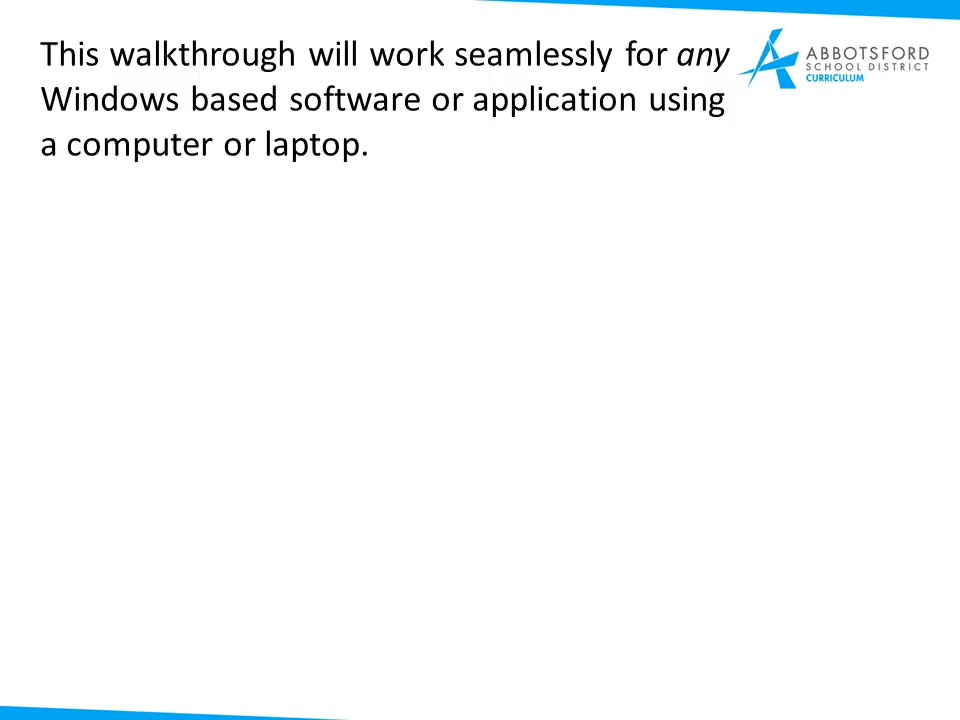 This walkthrough will work seamlessly for any
Windows based software or application using
a computer or laptop.
ABBOTSFORD
SCHOOL DISTRICT
CURRICULUM